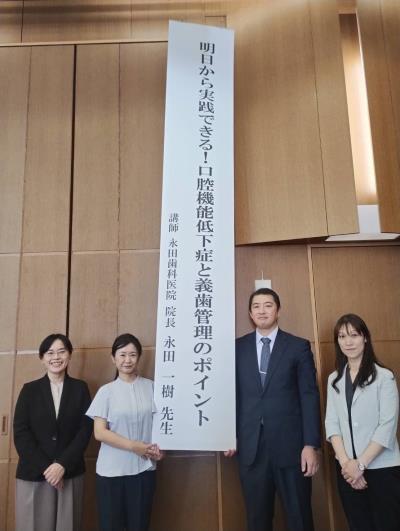 明日から実践できる！口腔機能低下症と義歯管理のポイント
講師 永田歯科医院 院長 永田 一樹 先生